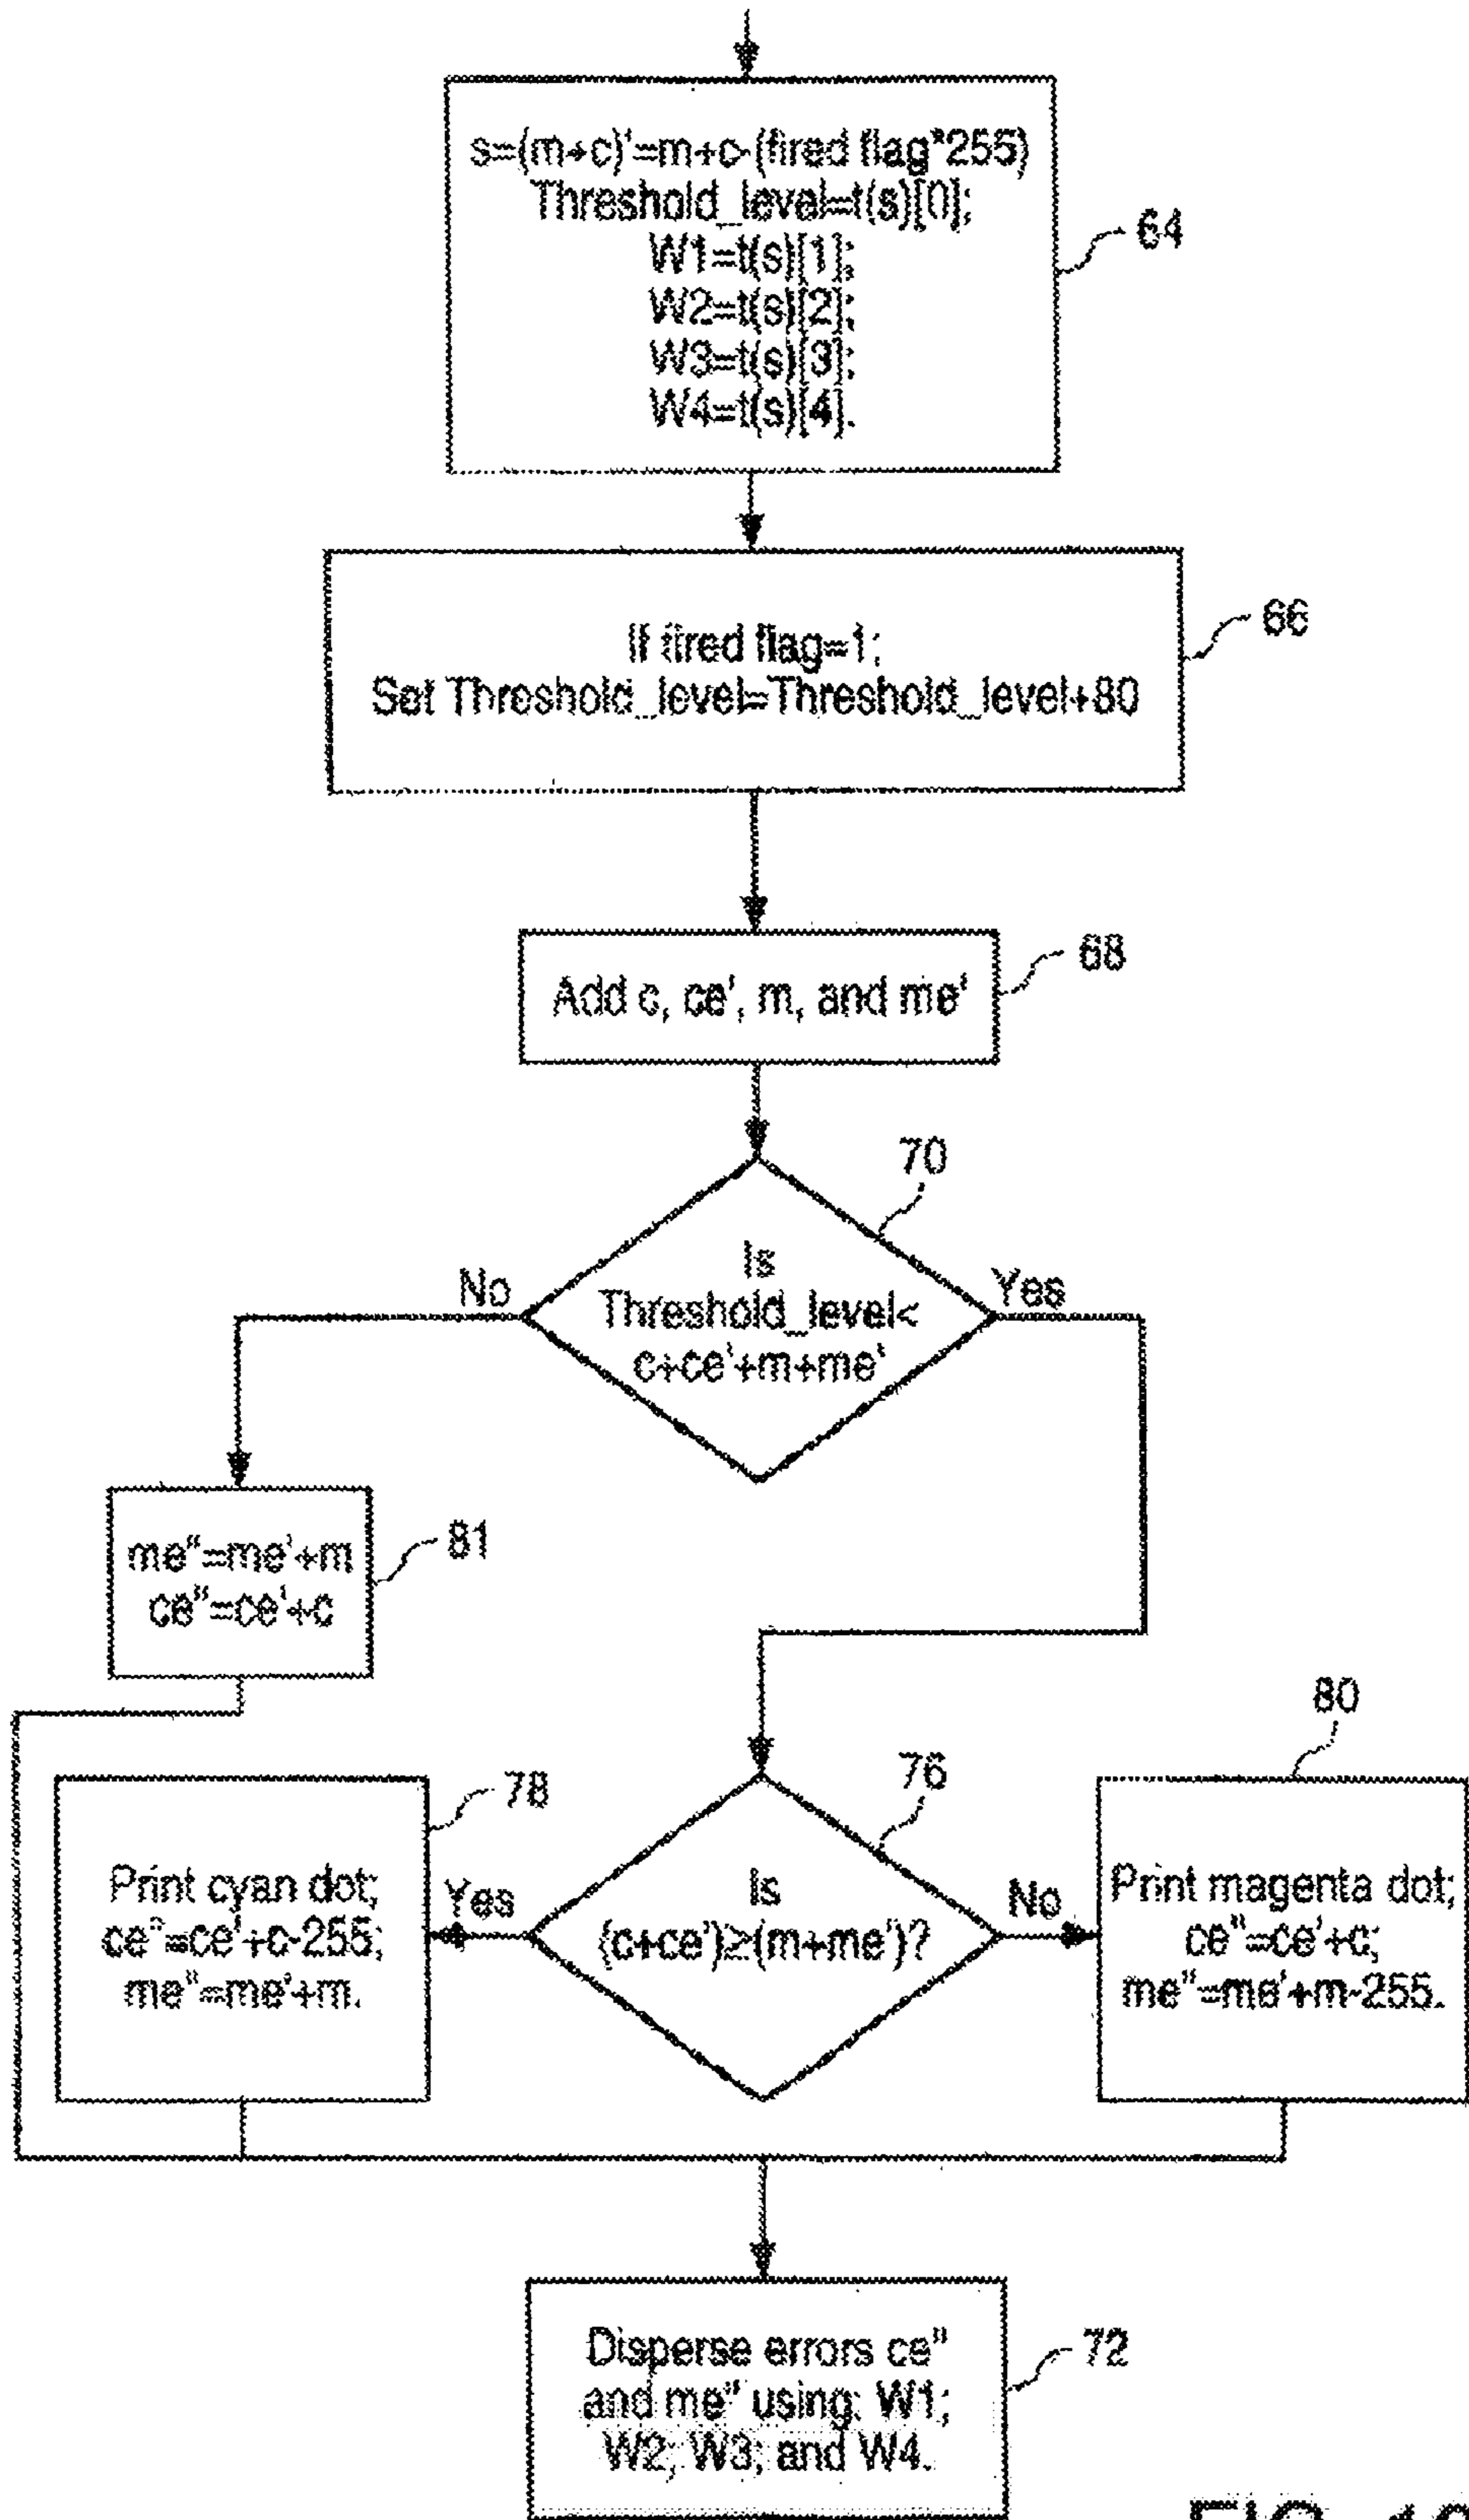 s=(m+c)'=m+c-(fired flag*255)
Threshold_level=t(s)[0];
W1=t(s)[1];
W2=t(s)[2];
W3=t(s)[3];
W4=t(s)[4].
64
If fired flag=1;
Set Threshold_level=Threshold_level+80
66
Add c, ce', m, and me'
68
70
Is
Threshold_level<
c+ce'+m+me'
No
Yes
me"=me'+m
ce"=ce'+c
81
78
Print cyan dot;
ce"=ce'+c-255;
me"=me'+m.
Yes
76
Is
(c+ce')≥(m+me')?
No
80
Print magenta dot;
ce"=ce'+c;
me"=me'+m-255.
Disperse errors ce"
and me" using: W1;
W2; W3; and W4.
72